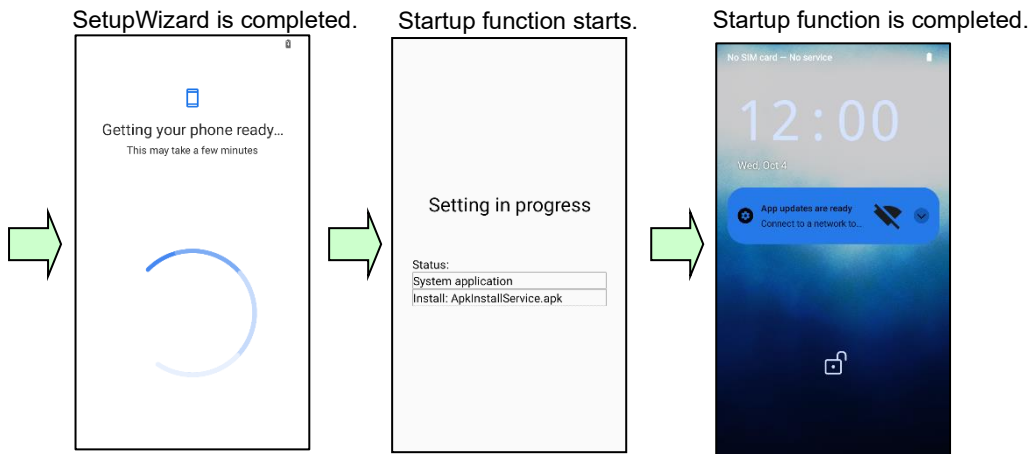 SetupWizard is completed.
Getting your phone ready...
This may take a few minutes
Startup function starts.
Setting in progress
Status:
System application
Install: ApkInstallService.apk
Startup function is completed.
No SIM card — No service
12:00
Wed, Oct 4
App updates are ready
Connect to a network to...